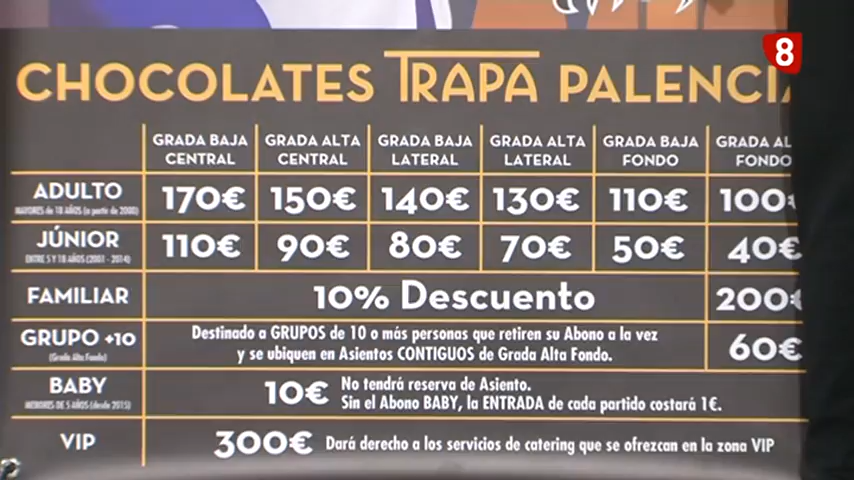 8
CHOCOLATES TRAPA PALENCIA
GRADA BAJA CENTRAL
GRADA ALTA CENTRAL
GRADA BAJA LATERAL
GRADA ALTA LATERAL
GRADA BAJA FONDO
GRADA AL
FONDO
ADULTO 170€ 150€ 140€ 130€ 110€ 100€
MAYORES de 18 AÑOS (a partir de 2000)
JÚNIOR 110€ 90€ 80€ 70€ 50€ 40€
ENTRE 5 Y 18 AÑOS (2001 - 2014)
FAMILIAR 10% Descuento 200€
GRUPO +10 Destinado a GRUPOS de 10 o más personas que retiren su Abono a la vez
(Grada Alta Fondo) y se ubiquen en Asientos CONTIGUOS de Grada Alta Fondo. 60€
BABY 10€ No tendrá reserva de Asiento.
MENORES DE 5 AÑOS (desde 2015) Sin el Abono BABY, la ENTRADA de cada partido costará 1€.
VIP 300€ Dará derecho a los servicios de catering que se ofrezcan en la zona VIP